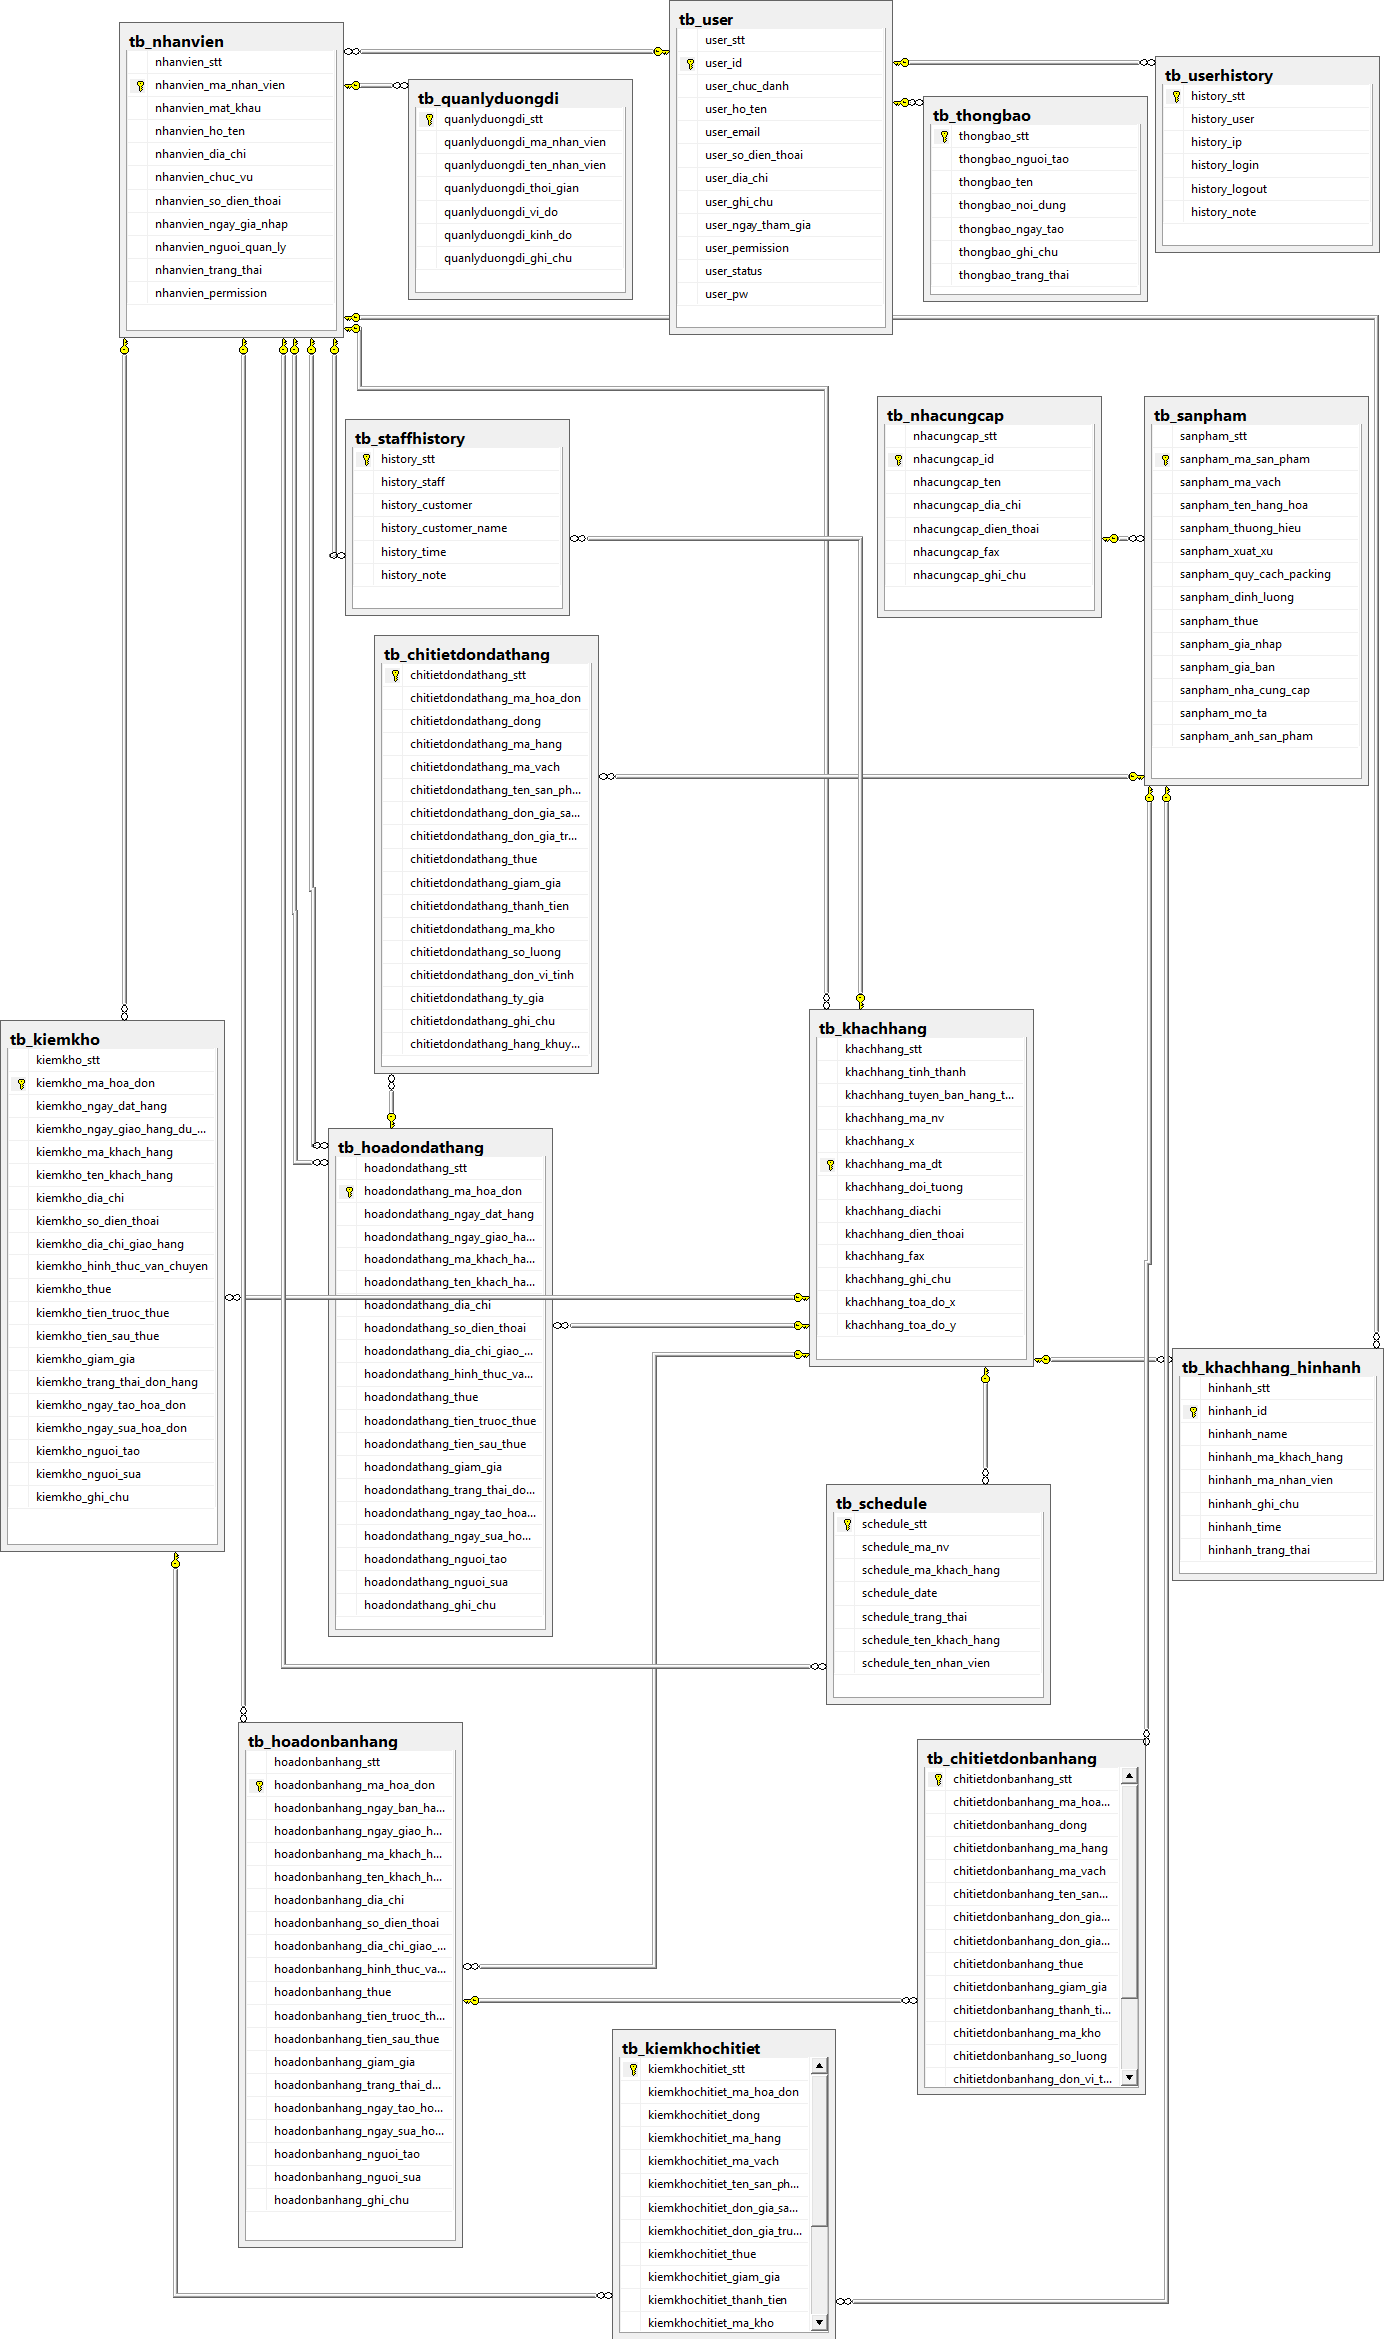 tb_nhanvien
nhanvien_stt
nhanvien_ma_nhan_vien
nhanvien_mat_khau
nhanvien_ho_ten
nhanvien_dia_chi
nhanvien_chuc_vu
nhanvien_so_dien_thoai
nhanvien_ngay_gia_nhap
nhanvien_nguoi_quan_ly
nhanvien_trang_thai
nhanvien_permission
tb_quanlyduongdi
quanlyduongdi_stt
quanlyduongdi_ma_nhan_vien
quanlyduongdi_ten_nhan_vien
quanlyduongdi_thoi_gian
quanlyduongdi_vi_do
quanlyduongdi_kinh_do
quanlyduongdi_ghi_chu
tb_user
user_stt
user_id
user_chuc_danh
user_ho_ten
user_email
user_so_dien_thoai
user_dia_chi
user_ghi_chu
user_ngay_tham_gia
user_pemission
user_status
user_pw
tb_thongbao
thongbao_stt
thongbao_nguoi_tao
thongbao_ten
thongbao_noi_dung
thongbao_ngay_tao
thongbao_ghi_chu
thongbao_trang_thai
tb_userhistory
history_stt
history_user
history_ip
history_login
history_logout
history_note
tb_staffhistory
history_stt
history_staff
history_customer
history_customer_name
history_time
history_note
tb_nhacungcap
nhacungcap_stt
nhacungcap_id
nhacungcap_ten
nhacungcap_dia_chi
nhacungcap_dien_thoai
nhacungcap_fax
nhacungcap_ghi_chu
tb_sanpham
sanpham_stt
sanpham_ma_san_pham
sanpham_ma_vach
sanpham_ten_hang_hoa
sanpham_thuong_hieu
sanpham_xuat_xu
sanpham_quy_cach_packing
sanpham_dinh_luong
sanpham_thue
sanpham_gia_nhap
sanpham_gia_ban
sanpham_nha_cung_cap
sanpham_mo_ta
sanpham_anh_san_pham
tb_chitietdondathang
chitietdondathang_stt
chitietdondathang_ma_hoa_don
chitietdondathang_dong
chitietdondathang_ma_hang
chitietdondathang_ma_vach
chitietdondathang_ten_san_ph...
chitietdondathang_don_gia_sa...
chitietdondathang_don_gia_tr...
chitietdondathang_thue
chitietdondathang_giam_gia
chitietdondathang_thanh_tien
chitietdondathang_ma_kho
chitietdondathang_so_luong
chitietdondathang_don_vi_tinh
chitietdondathang_ty_gia
chitietdondathang_ghi_chu
chitietdondathang_hang_khuy...
tb_kiemkho
kiemkho_stt
kiemkho_ma_hoa_don
kiemkho_ngay_dat_hang
kiemkho_ngay_giao_hang_du_...
kiemkho_ma_khach_hang
kiemkho_ten_khach_hang
kiemkho_dia_chi
kiemkho_so_dien_thoai
kiemkho_dia_chi_giao_hang
kiemkho_hinh_thuc_van_chuyen
kiemkho_thue
kiemkho_tien_truoc_thue
kiemkho_tien_sau_thue
kiemkho_giam_gia
kiemkho_trang_thai_don_hang
kiemkho_ngay_tao_hoa_don
kiemkho_ngay_sua_hoa_don
kiemkho_nguoi_tao
kiemkho_nguoi_sua
kiemkho_ghi_chu
tb_hoadondathang
hoadondathang_stt
hoadondathang_ma_hoa_don
hoadondathang_ngay_dat_hang
hoadondathang_ngay_giao_ha...
hoadondathang_ma_khach_ha...
hoadondathang_ten_khach_ha...
hoadondathang_dia_chi
hoadondathang_so_dien_thoai
hoadondathang_dia_chi_giao_...
hoadondathang_hinh_thuc_va...
hoadondathang_thue
hoadondathang_tien_truoc_thue
hoadondathang_tien_sau_thue
hoadondathang_giam_gia
hoadondathang_trang_thai_do...
hoadondathang_ngay_tao_hoa...
hoadondathang_ngay_sua_ho...
hoadondathang_nguoi_tao
hoadondathang_nguoi_sua
hoadondathang_ghi_chu
tb_khachhang
khachhang_stt
khachhang_tinh_thanh
khachhang_tuyen_ban_hang_t...
khachhang_ma_nv
khachhang_x
khachhang_ma_dt
khachhang_doi_tuong
khachhang_diachi
khachhang_dien_thoai
khachhang_fax
khachhang_ghi_chu
khachhang_toa_do_x
khachhang_toa_do_y
tb_khachhang_hinhanh
hinhanh_stt
hinhanh_id
hinhanh_name
hinhanh_ma_khach_hang
hinhanh_ma_nhan_vien
hinhanh_ghi_chu
hinhanh_time
hinhanh_trang_thai
tb_schedule
schedule_stt
schedule_ma_nv
schedule_ma_khach_hang
schedule_date
schedule_trang_thai
schedule_ten_khach_hang
schedule_ten_nhan_vien
tb_hoadonbanhang
hoadonbanhang_stt
hoadonbanhang_ma_hoa_don
hoadonbanhang_ngay_ban_ha...
hoadonbanhang_ngay_giao_h...
hoadonbanhang_ma_khach_h...
hoadonbanhang_ten_khach_h...
hoadonbanhang_dia_chi
hoadonbanhang_so_dien_thoai
hoadonbanhang_dia_chi_giao_...
hoadonbanhang_hinh_thuc_va...
hoadonbanhang_thue
hoadonbanhang_tien_truoc_th...
hoadonbanhang_tien_sau_thue
hoadonbanhang_giam_gia
hoadonbanhang_trang_thai_d...
hoadonbanhang_ngay_tao_ho...
hoadonbanhang_ngay_sua_ho...
hoadonbanhang_nguoi_tao
hoadonbanhang_nguoi_sua
hoadonbanhang_ghi_chu
tb_chitietdonbanhang
chitietdonbanhang_stt
chitietdonbanhang_ma_hoa...
chitietdonbanhang_dong
chitietdonbanhang_ma_hang
chitietdonbanhang_ma_vach
chitietdonbanhang_ten_san...
chitietdonbanhang_don_gia...
chitietdonbanhang_don_gia...
chitietdonbanhang_thue
chitietdonbanhang_giam_gia
chitietdonbanhang_thanh_ti...
chitietdonbanhang_ma_kho
chitietdonbanhang_so_luong
chitietdonbanhang_don_vi_t...
tb_kiemkhochitiet
kiemkhochitiet_stt
kiemkhochitiet_ma_hoa_don
kiemkhochitiet_dong
kiemkhochitiet_ma_hang
kiemkhochitiet_ma_vach
kiemkhochitiet_ten_san_ph...
kiemkhochitiet_don_gia_sa...
kiemkhochitiet_don_gia_tru...
kiemkhochitiet_thue
kiemkhochitiet_giam_gia
kiemkhochitiet_thanh_tien
kiemkhochitiet_ma_kho